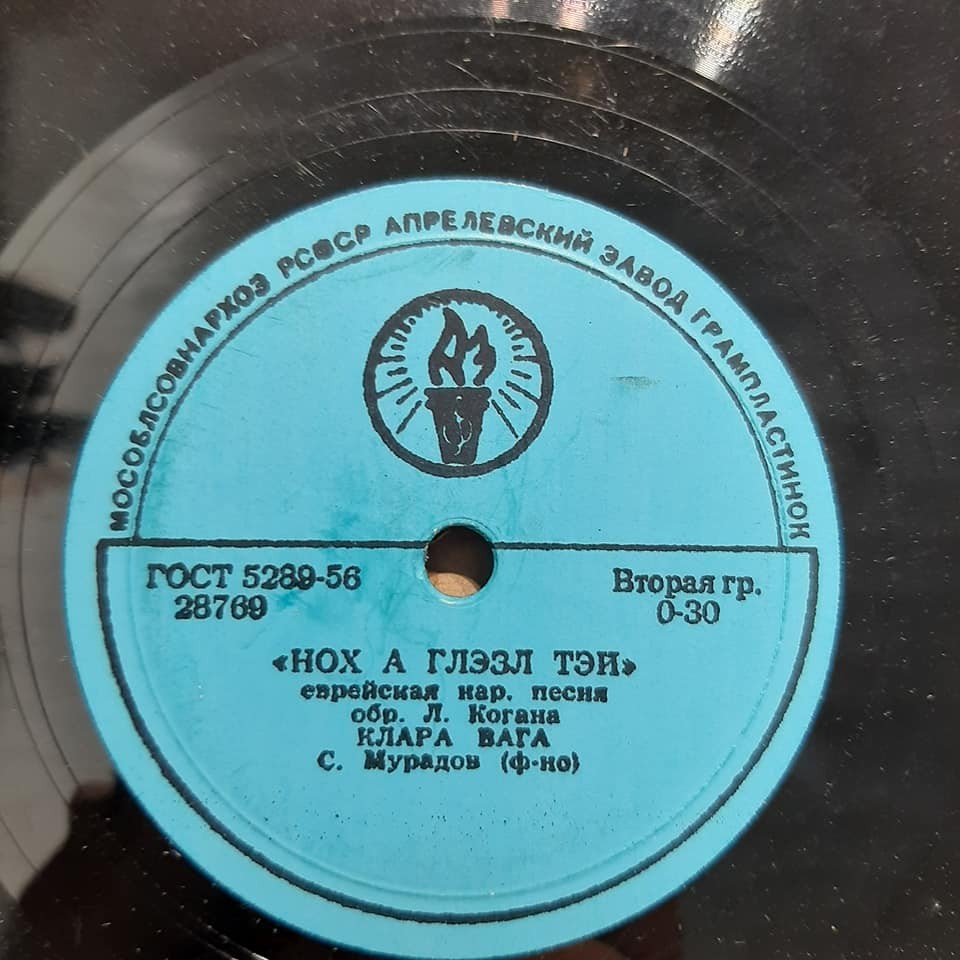 МОСОБЛСОВНАРХОЗ РСФСР АПРЕЛЕВСКИЙ ЗАВОД ГРАМПЛАСТИНОК
ГОСТ 5289-56
28769
Вторая гр.
0-30
«НОХ А ГЛЭЗЛ ТЭЙ»
еврейская нар. песня
обр. Л. Когана
КЛАРА ВАГА
С. Мурадов (ф-но)